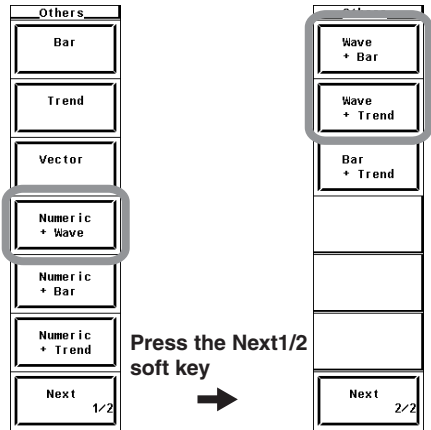 Others
Bar
Trend
Vector
Numeric
+ Wave
Numeric
+ Bar
Numeric
+ Trend
Next
1/2
Press the Next1/2
soft key
Wave
+ Bar
Wave
+ Trend
Bar
+ Trend
Next
2/2